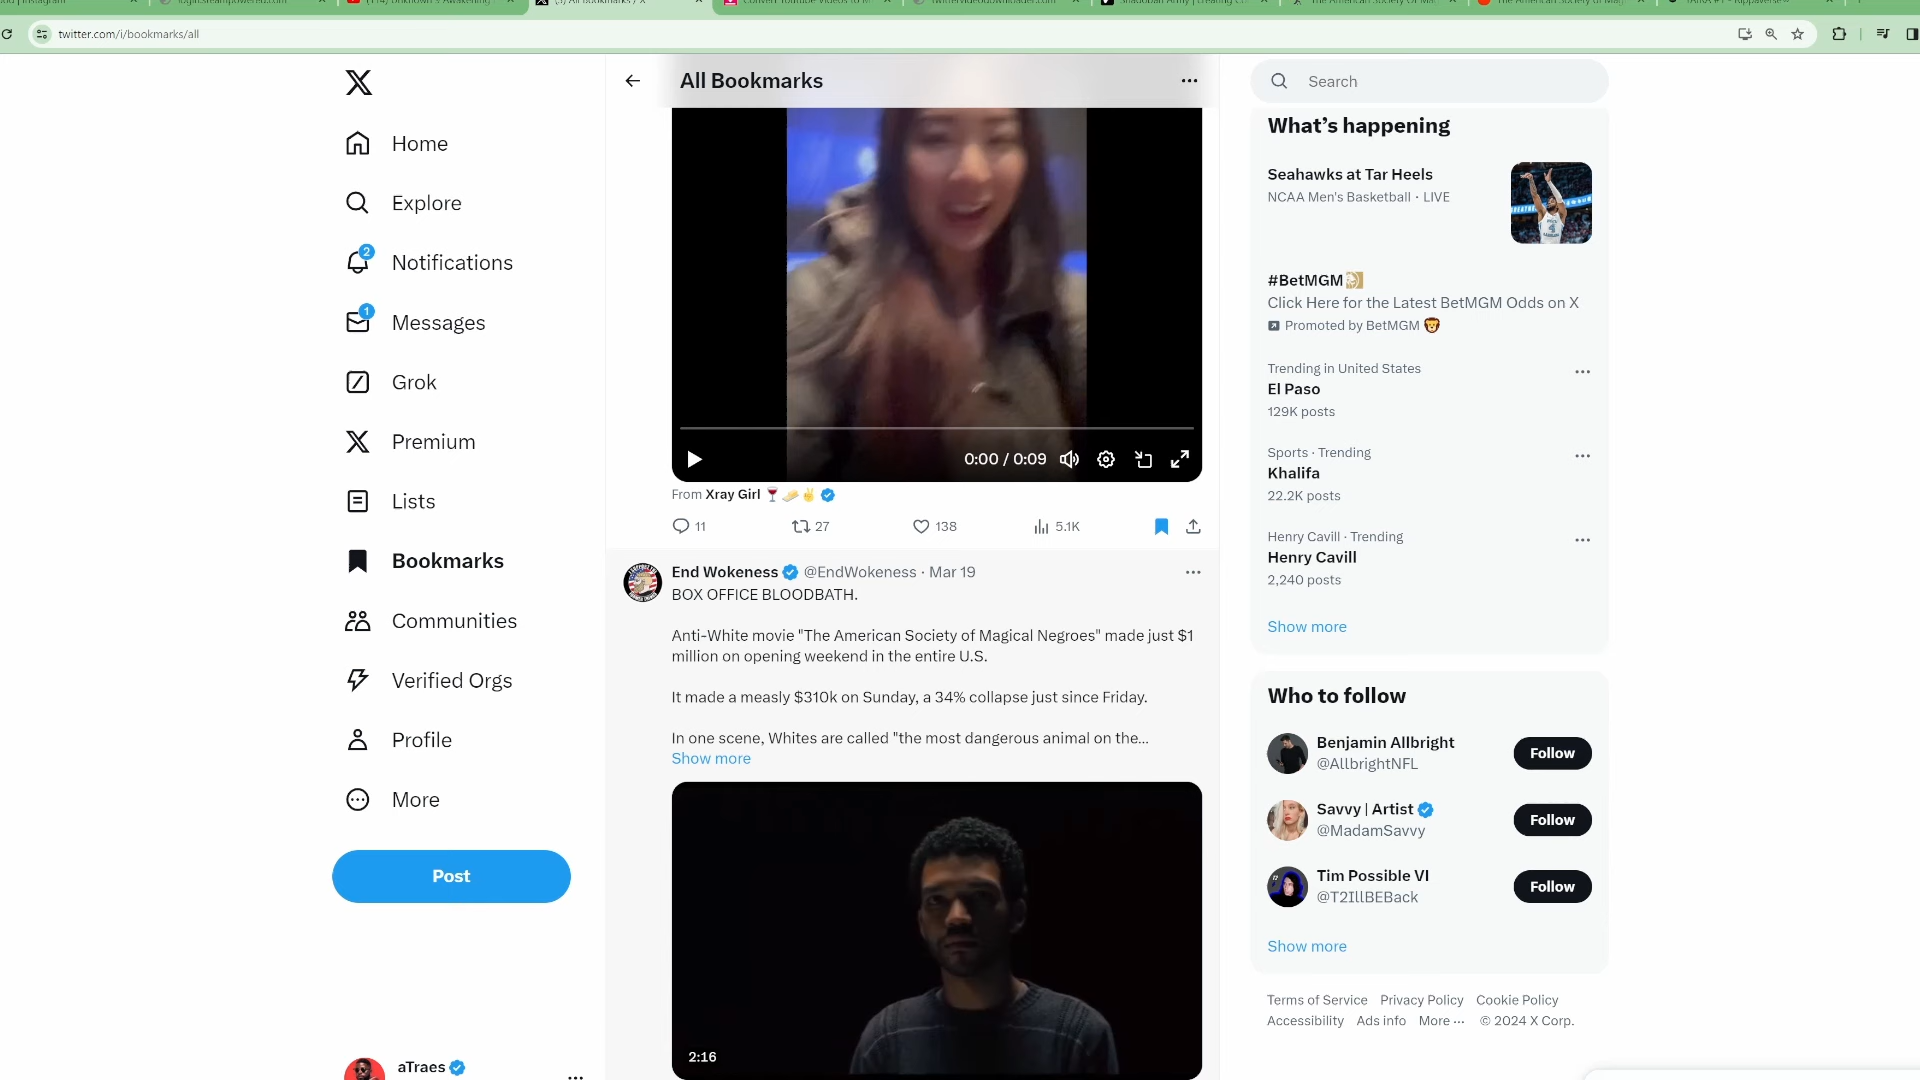 twitter.com/i/bookmarks/all
Home
Explore
2
Notifications
1
Messages
Grok
Premium
Lists
Bookmarks
Communities
Verified Orgs
Profile
More
Post
aTraes
All Bookmarks
0:00 / 0:09
From Xray Girl
11 27 138 5.1K
End Wokeness @EndWokeness · Mar 19
BOX OFFICE BLOODBATH.
Anti-White movie "The American Society of Magical Negroes" made just $1
million on opening weekend in the entire U.S.
It made a measly $310k on Sunday, a 34% collapse just since Friday.
In one scene, Whites are called "the most dangerous animal on the...
Show more
2:16
Search
What's happening
Seahawks at Tar Heels
NCAA Men's Basketball · LIVE
#BetMGM
Click Here for the Latest BetMGM Odds on X
Promoted by BetMGM
Trending in United States
El Paso
129K posts
Sports · Trending
Khalifa
22.2K posts
Henry Cavill · Trending
Henry Cavill
2,240 posts
Show more
Who to follow
Benjamin Allbright
@AllbrightNFL
Follow
Savvy | Artist
@MadamSavvy
Follow
Tim Possible VI
@T2IllBEBack
Follow
Show more
Terms of Service Privacy Policy Cookie Policy
Accessibility Ads info More ··· © 2024 X Corp.